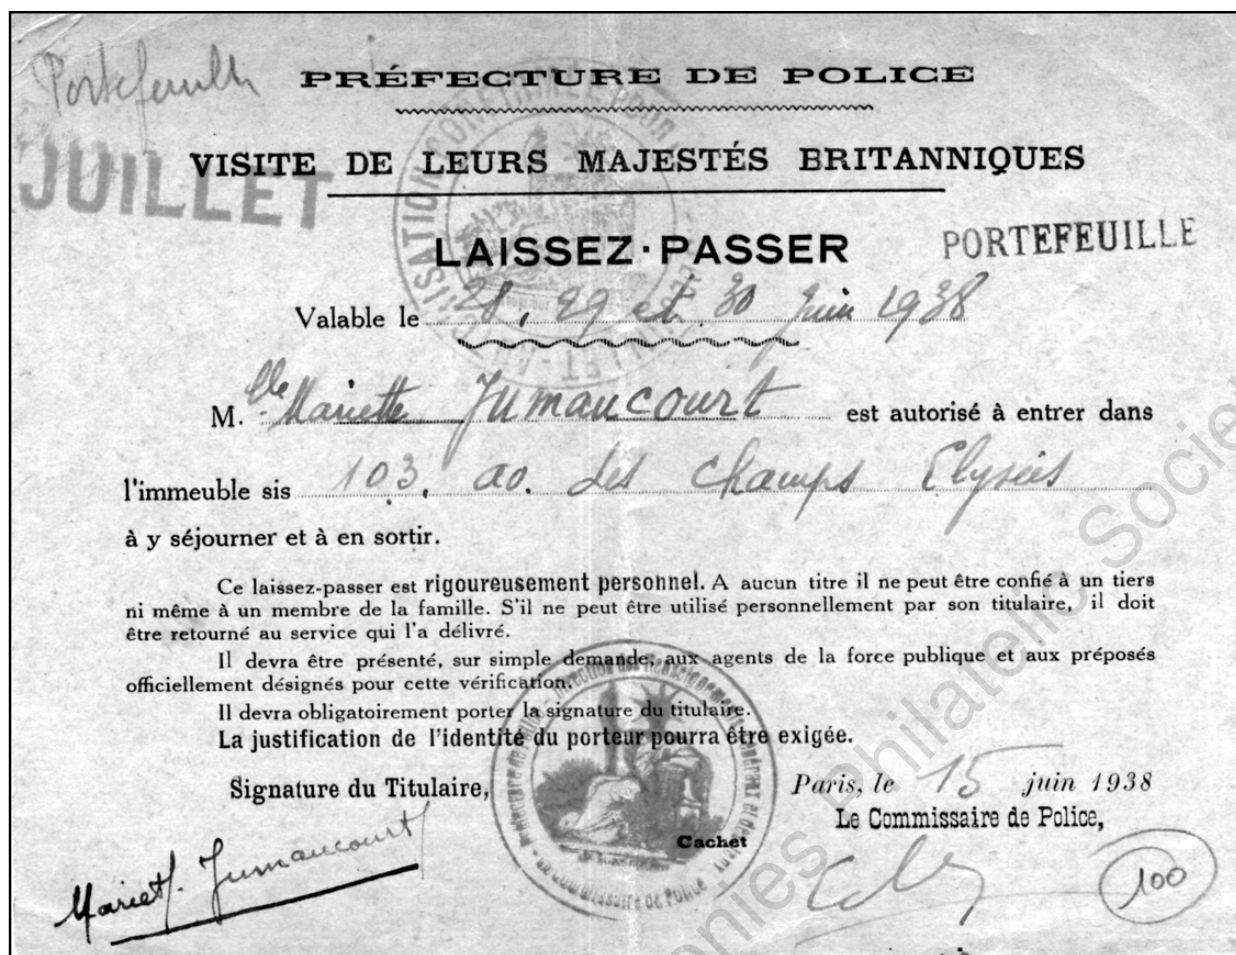 Portefeuille
PRÉFECTURE DE POLICE
VISITE DE LEURS MAJESTÉS BRITANNIQUES
JUILLET
LAISSEZ-PASSER
PORTEFEUILLE
Valable le 28, 29 et 30 juin 1938
M.lle Mariette Jumaucourt est autorisé à entrer dans
l'immeuble sis 103, av. des Champs Elysées
à y séjourner et à en sortir.
Ce laissez-passer est rigoureusement personnel. A aucun titre il ne peut être confié à un tiers
ni même à un membre de la famille. S'il ne peut être utilisé personnellement par son titulaire, il doit
être retourné au service qui l'a délivré.
Il devra être présenté, sur simple demande, aux agents de la force publique et aux préposés
officiellement désignés pour cette vérification.
Il devra obligatoirement porter la signature du titulaire.
La justification de l'identité du porteur pourra être exigée.
Signature du Titulaire,
Paris, le 15 juin 1938
Le Commissaire de Police,
Cachet
Mariett. Jumaucourt
100
Philatelic Societ